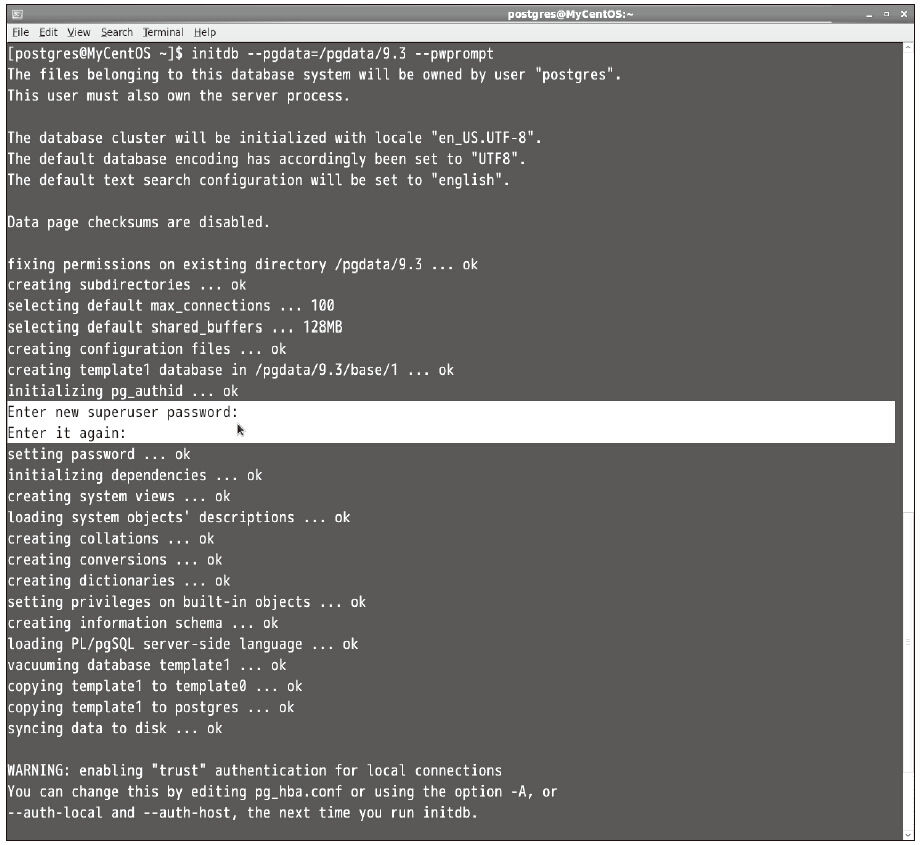 postgres@MyCentOS:~
File Edit View Search Terminal Help
[postgres@MyCentOS ~]$ initdb --pgdata=/pgdata/9.3 --pwprompt
The files belonging to this database system will be owned by user "postgres".
This user must also own the server process.
The database cluster will be initialized with locale "en_US.UTF-8".
The default database encoding has accordingly been set to "UTF8".
The default text search configuration will be set to "english".
Data page checksums are disabled.
fixing permissions on existing directory /pgdata/9.3 ... ok
creating subdirectories ... ok
selecting default max_connections ... 100
selecting default shared_buffers ... 128MB
creating configuration files ... ok
creating template1 database in /pgdata/9.3/base/1 ... ok
initializing pg_authid ... ok
Enter new superuser password:
Enter it again:
setting password ... ok
initializing dependencies ... ok
creating system views ... ok
loading system objects' descriptions ... ok
creating collations ... ok
creating conversions ... ok
creating dictionaries ... ok
setting privileges on built-in objects ... ok
creating information schema ... ok
loading PL/pgSQL server-side language ... ok
vacuuming database template1 ... ok
copying template1 to template0 ... ok
copying template1 to postgres ... ok
syncing data to disk ... ok
WARNING: enabling "trust" authentication for local connections
You can change this by editing pg_hba.conf or using the option -A, or
--auth-local and --auth-host, the next time you run initdb.